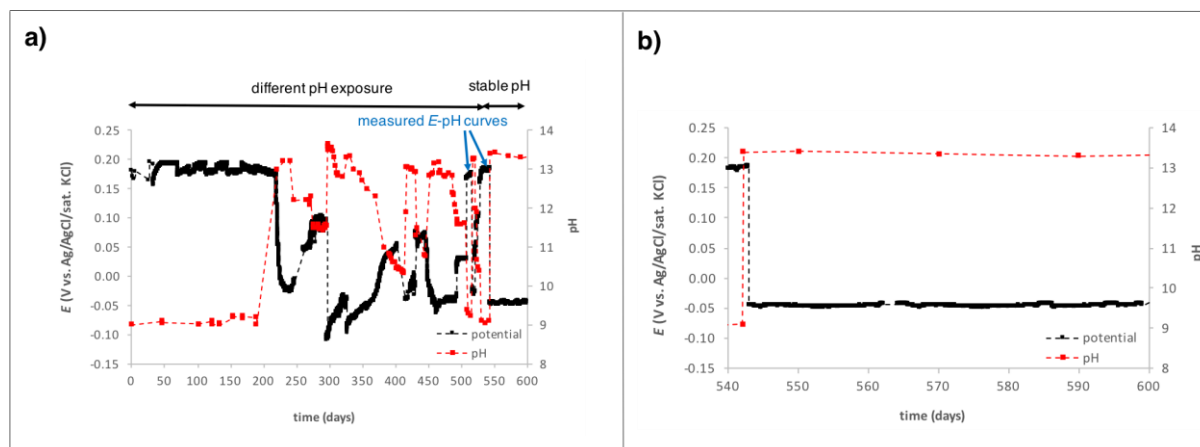 a)
different pH exposure
stable pH
measured E-pH curves
0.25
0.20
0.15
0.10
0.05
0.00
-0.05
-0.10
-0.15
E (V vs. Ag/AgCl/sat. KCl)
14
13
12
11
10
9
8
pH
potential
pH
0 50 100 150 200 250 300 350 400 450 500 550 600
time (days)
b)
0.25
0.20
0.15
0.10
0.05
0.00
-0.05
-0.10
-0.15
E (V vs. Ag/AgCl/sat. KCl)
14
13
12
11
10
9
8
pH
potential
pH
540 550 560 570 580 590 600
time (days)